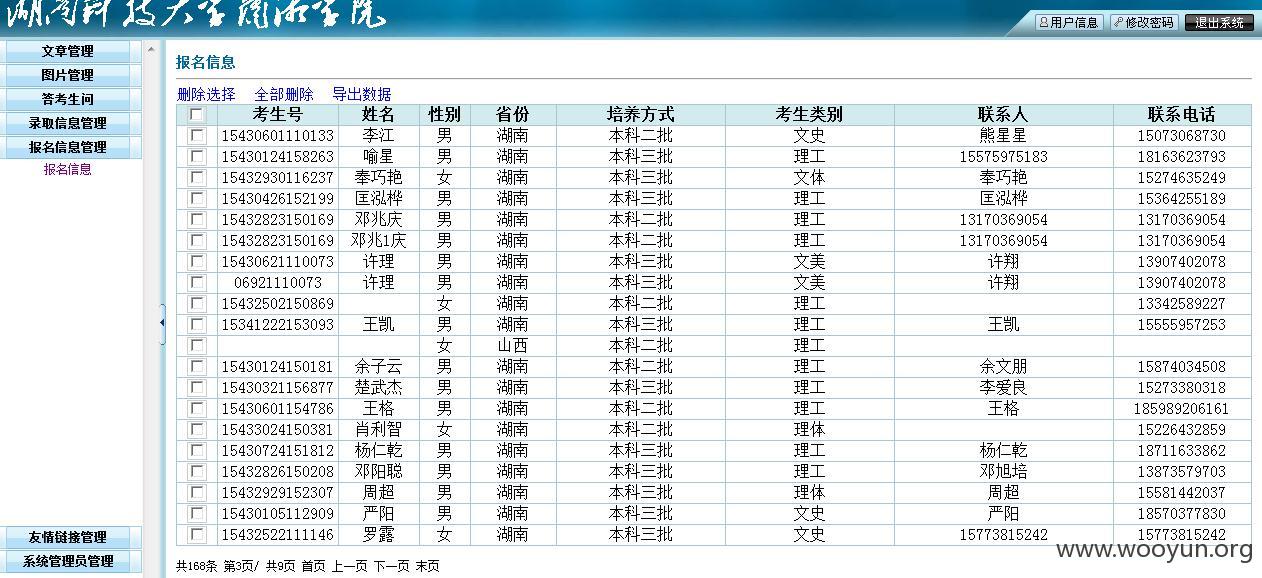 湖南科技大学潇湘学院
用户信息 修改密码 退出系统
文章管理
图片管理
答考生问
录取信息管理
报名信息管理
报名信息
友情链接管理
系统管理员管理
报名信息
删除选择 全部删除 导出数据
考生号 姓名 性别 省份 培养方式 考生类别 联系人 联系电话
15430601110133 李江 男 湖南 本科二批 文史 熊星星 15073068730
15430124158263 喻星 男 湖南 本科三批 理工 15575975183 18163623793
15432930116237 奉巧艳 女 湖南 本科三批 文体 奉巧艳 15274635249
15430426152199 匡泓桦 男 湖南 本科三批 理工 匡泓桦 15364255189
15432823150169 邓兆庆 男 湖南 本科二批 理工 13170369054 13170369054
15432823150169 邓兆1庆 男 湖南 本科二批 理工 13170369054 13170369054
15430621110073 许理 男 湖南 本科三批 文美 许翔 13907402078
06921110073 许理 男 湖南 本科三批 文美 许翔 13907402078
15432502150869 女 湖南 本科二批 理工 13342589227
15341222153093 王凯 男 湖南 本科三批 理工 王凯 15555957253
女 山西 本科二批 理工
15430124150181 余子云 男 湖南 本科三批 理工 余文朋 15874034508
15430321156877 楚武杰 男 湖南 本科三批 理工 李爱良 15273380318
15430601154786 王格 男 湖南 本科二批 理工 王格 185989206161
15433024150381 肖利智 女 湖南 本科二批 理体 15226432859
15430724151812 杨仁乾 男 湖南 本科三批 理工 杨仁乾 18711633862
15432826150208 邓阳聪 男 湖南 本科三批 理工 邓旭培 13873579703
15432929152307 周超 男 湖南 本科三批 理体 周超 15581442037
15430105112909 严阳 男 湖南 本科三批 文史 严阳 18570377830
15432522111146 罗露 女 湖南 本科三批 文史 15773815242 15773815242
www.wooyun.org
共168条 第3页/ 共9页 首页 上一页 下一页 末页